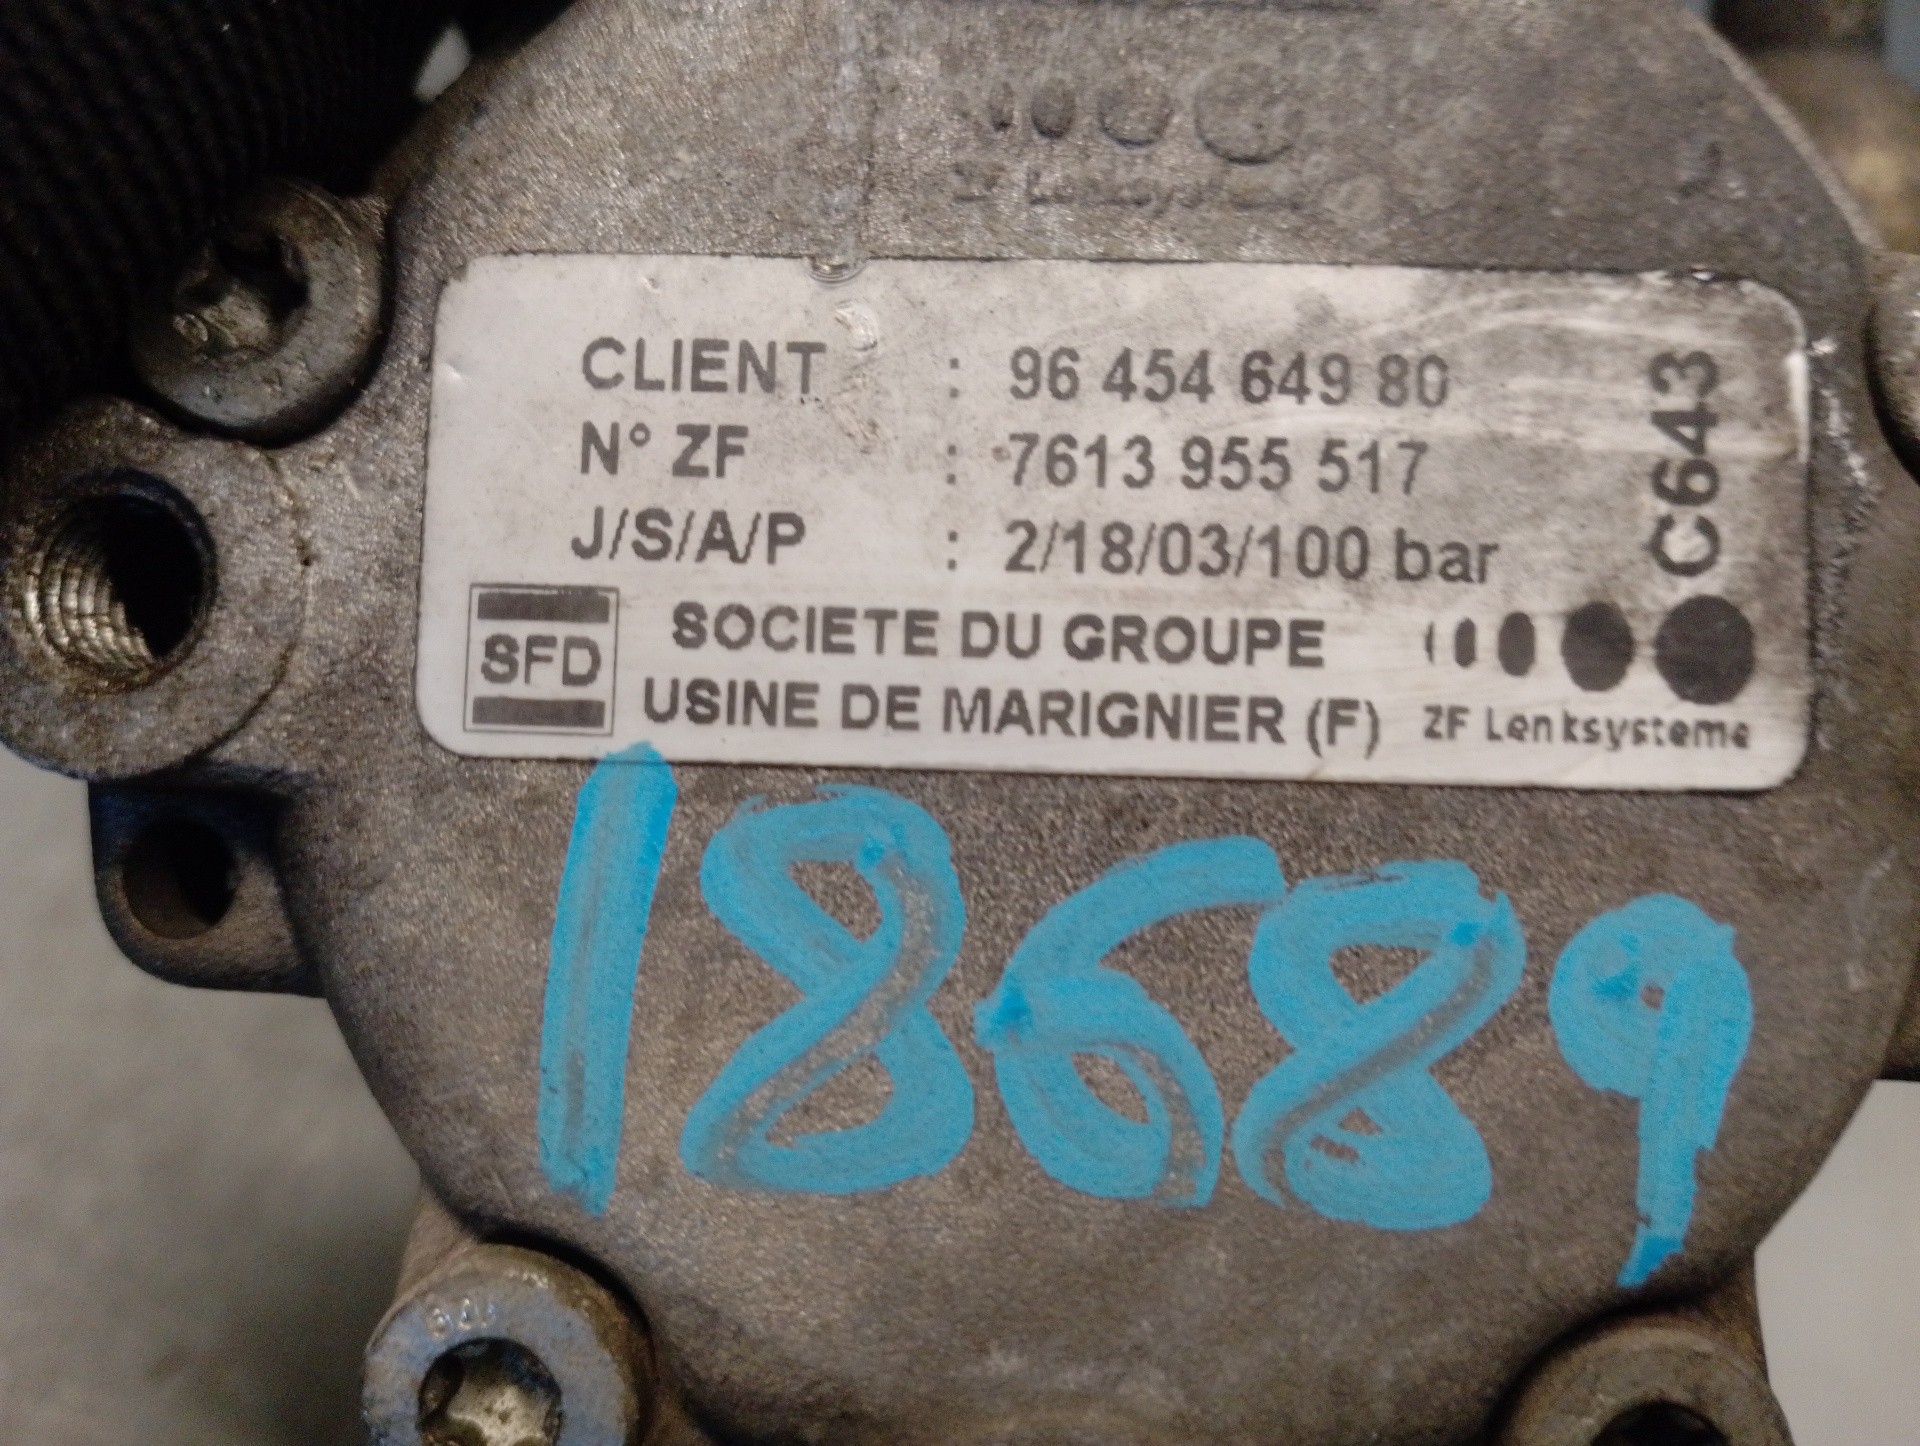 CLIENT : 96 454 649 80
N° ZF : 7613 955 517
J/S/A/P : 2/18/03/100 bar
C643
SFD
SOCIETE DU GROUPE
USINE DE MARIGNIER (F)
ZF Lenksysteme
18689